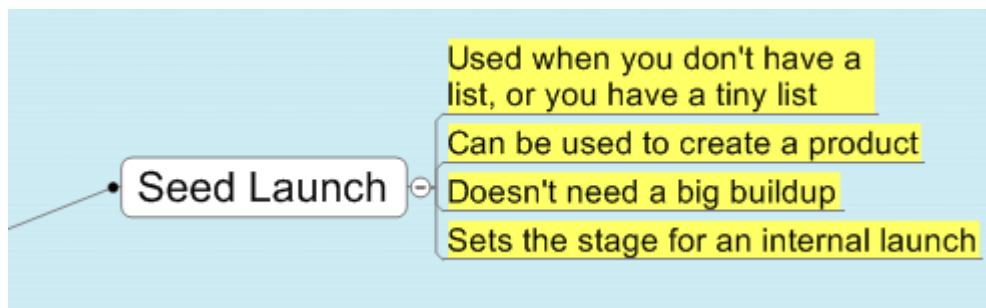 Seed Launch
Used when you don't have a
list, or you have a tiny list
Can be used to create a product
Doesn't need a big buildup
Sets the stage for an internal launch